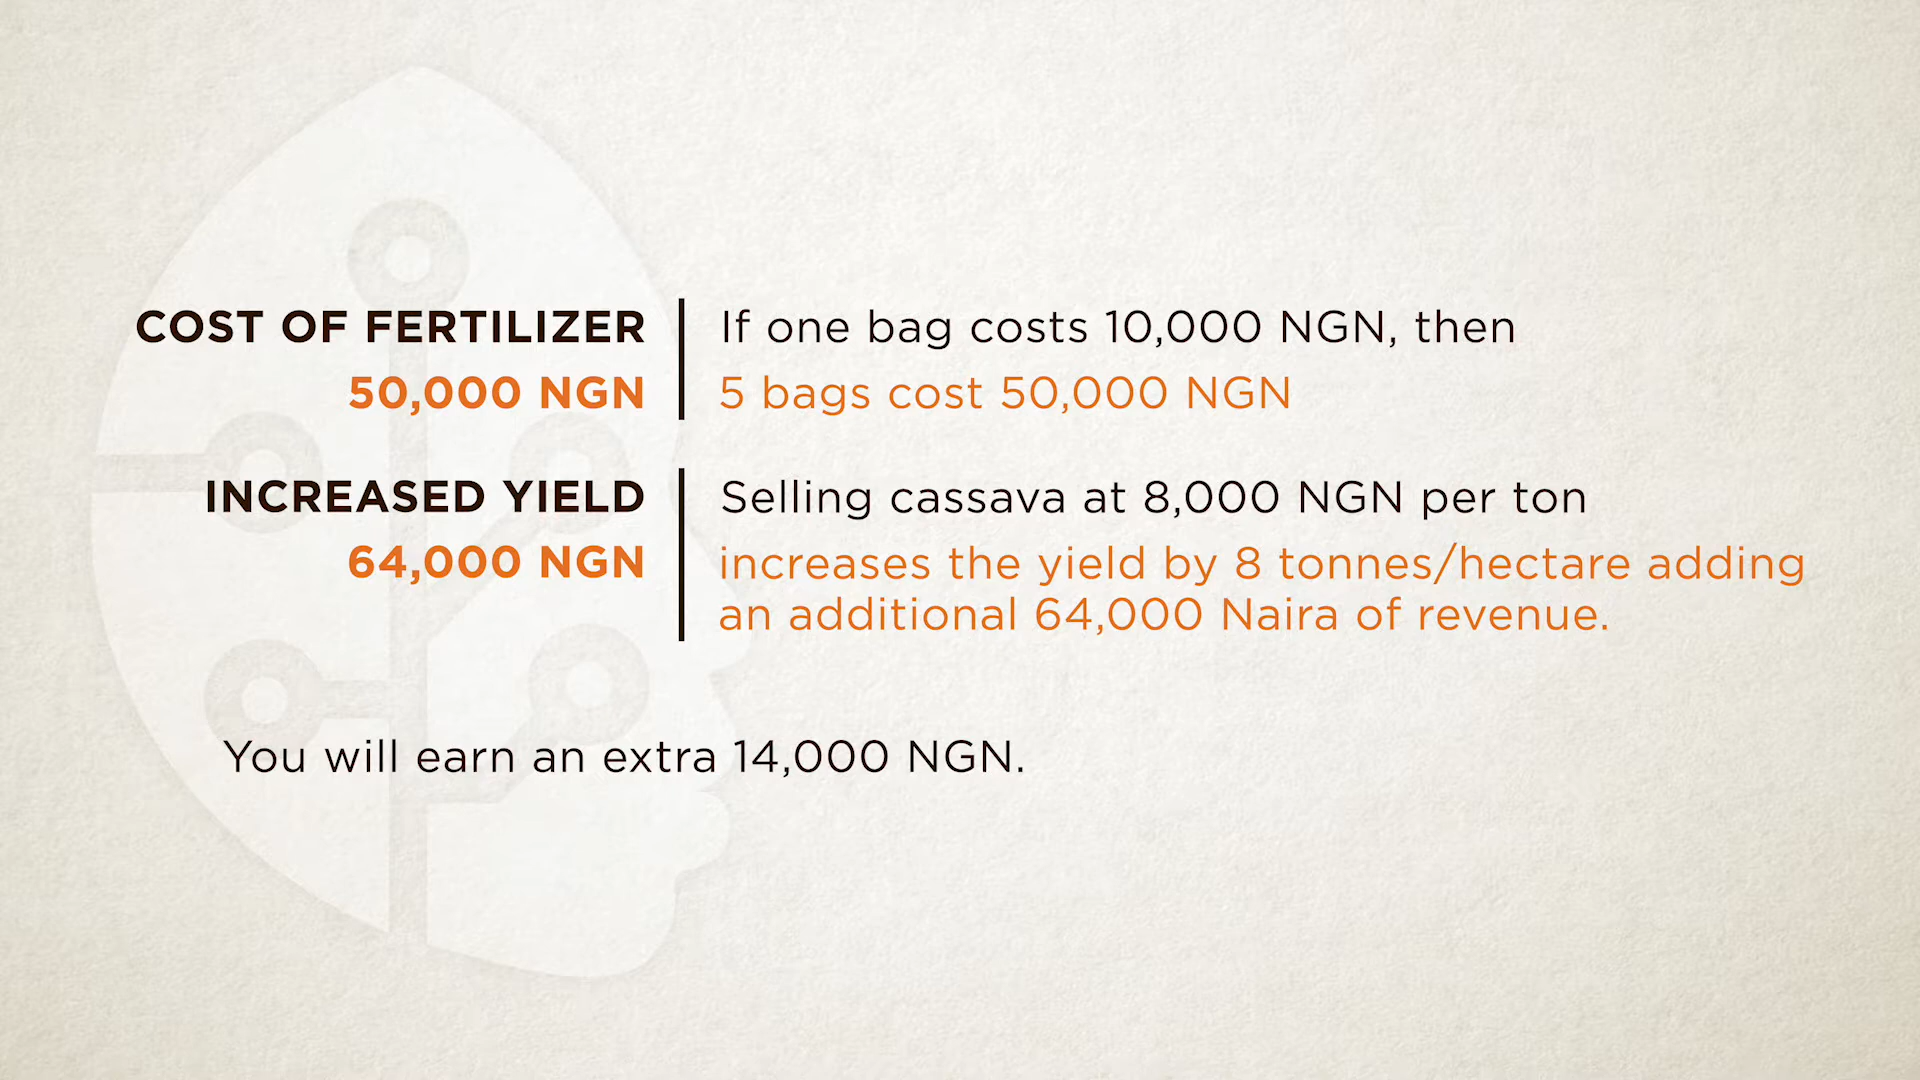 COST OF FERTILIZER
50,000 NGN
If one bag costs 10,000 NGN, then
5 bags cost 50,000 NGN
INCREASED YIELD
64,000 NGN
Selling cassava at 8,000 NGN per ton
increases the yield by 8 tonnes/hectare adding
an additional 64,000 Naira of revenue.
You will earn an extra 14,000 NGN.